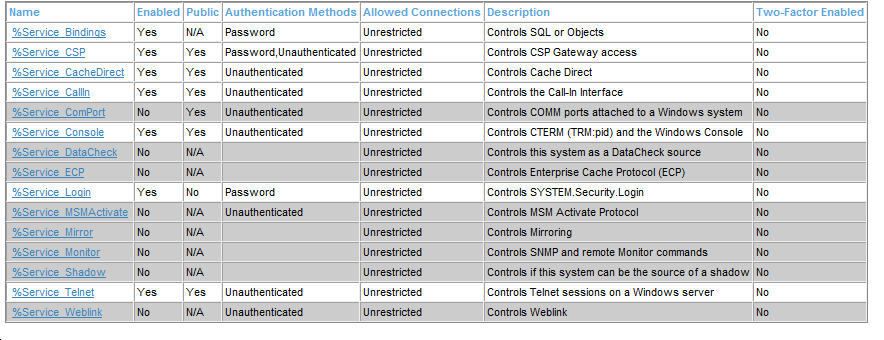 Name Enabled Public Authentication Methods Allowed Connections Description Two-Factor Enabled
%Service_Bindings Yes N/A Password Unrestricted Controls SQL or Objects No
%Service_CSP Yes Yes Password,Unauthenticated Unrestricted Controls CSP Gateway access No
%Service_CacheDirect Yes Yes Unauthenticated Unrestricted Controls Cache Direct No
%Service_CallIn Yes Yes Unauthenticated Unrestricted Controls the Call-In Interface No
%Service_ComPort No Yes Unauthenticated Unrestricted Controls COMM ports attached to a Windows system No
%Service_Console Yes Yes Unauthenticated Unrestricted Controls CTERM (TRM:pid) and the Windows Console No
%Service_DataCheck No N/A Unrestricted Controls this system as a DataCheck source No
%Service_ECP No N/A Unrestricted Controls Enterprise Cache Protocol (ECP) No
%Service_Login Yes No Password Unrestricted Controls SYSTEM.Security.Login No
%Service_MSMActivate No N/A Unauthenticated Unrestricted Controls MSM Activate Protocol No
%Service_Mirror No N/A Unrestricted Controls Mirroring No
%Service_Monitor No N/A Unrestricted Controls SNMP and remote Monitor commands No
%Service_Shadow No N/A Unrestricted Controls if this system can be the source of a shadow No
%Service_Telnet Yes Yes Unauthenticated Unrestricted Controls Telnet sessions on a Windows server No
%Service_Weblink No N/A Unauthenticated Unrestricted Controls Weblink No